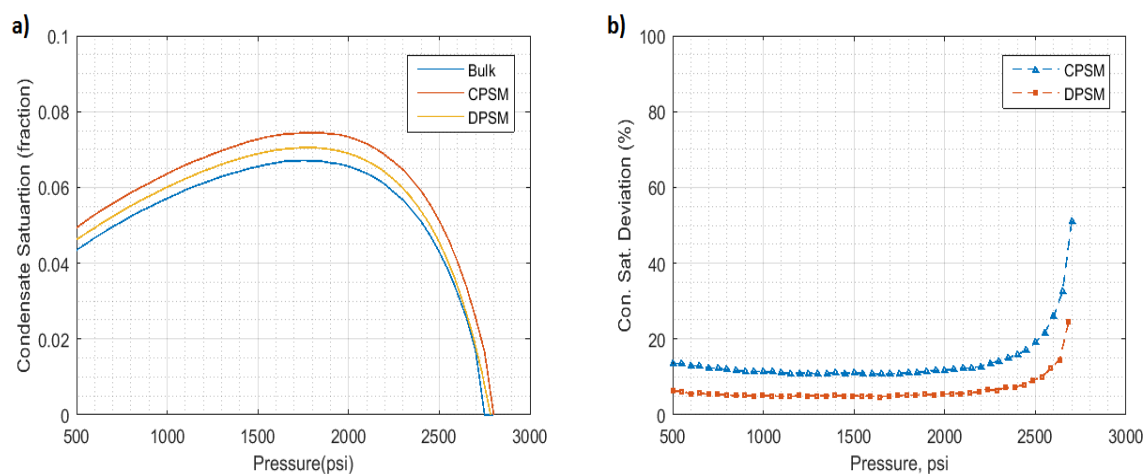 a)
0.1
0.08
0.06
0.04
0.02
0
Condensate Satuartion (fraction)
500
1000
1500
2000
2500
3000
Pressure(psi)
Bulk
CPSM
DPSM
b)
100
80
60
40
20
0
Con. Sat. Deviation (%)
500
1000
1500
2000
2500
3000
Pressure, psi
CPSM
DPSM